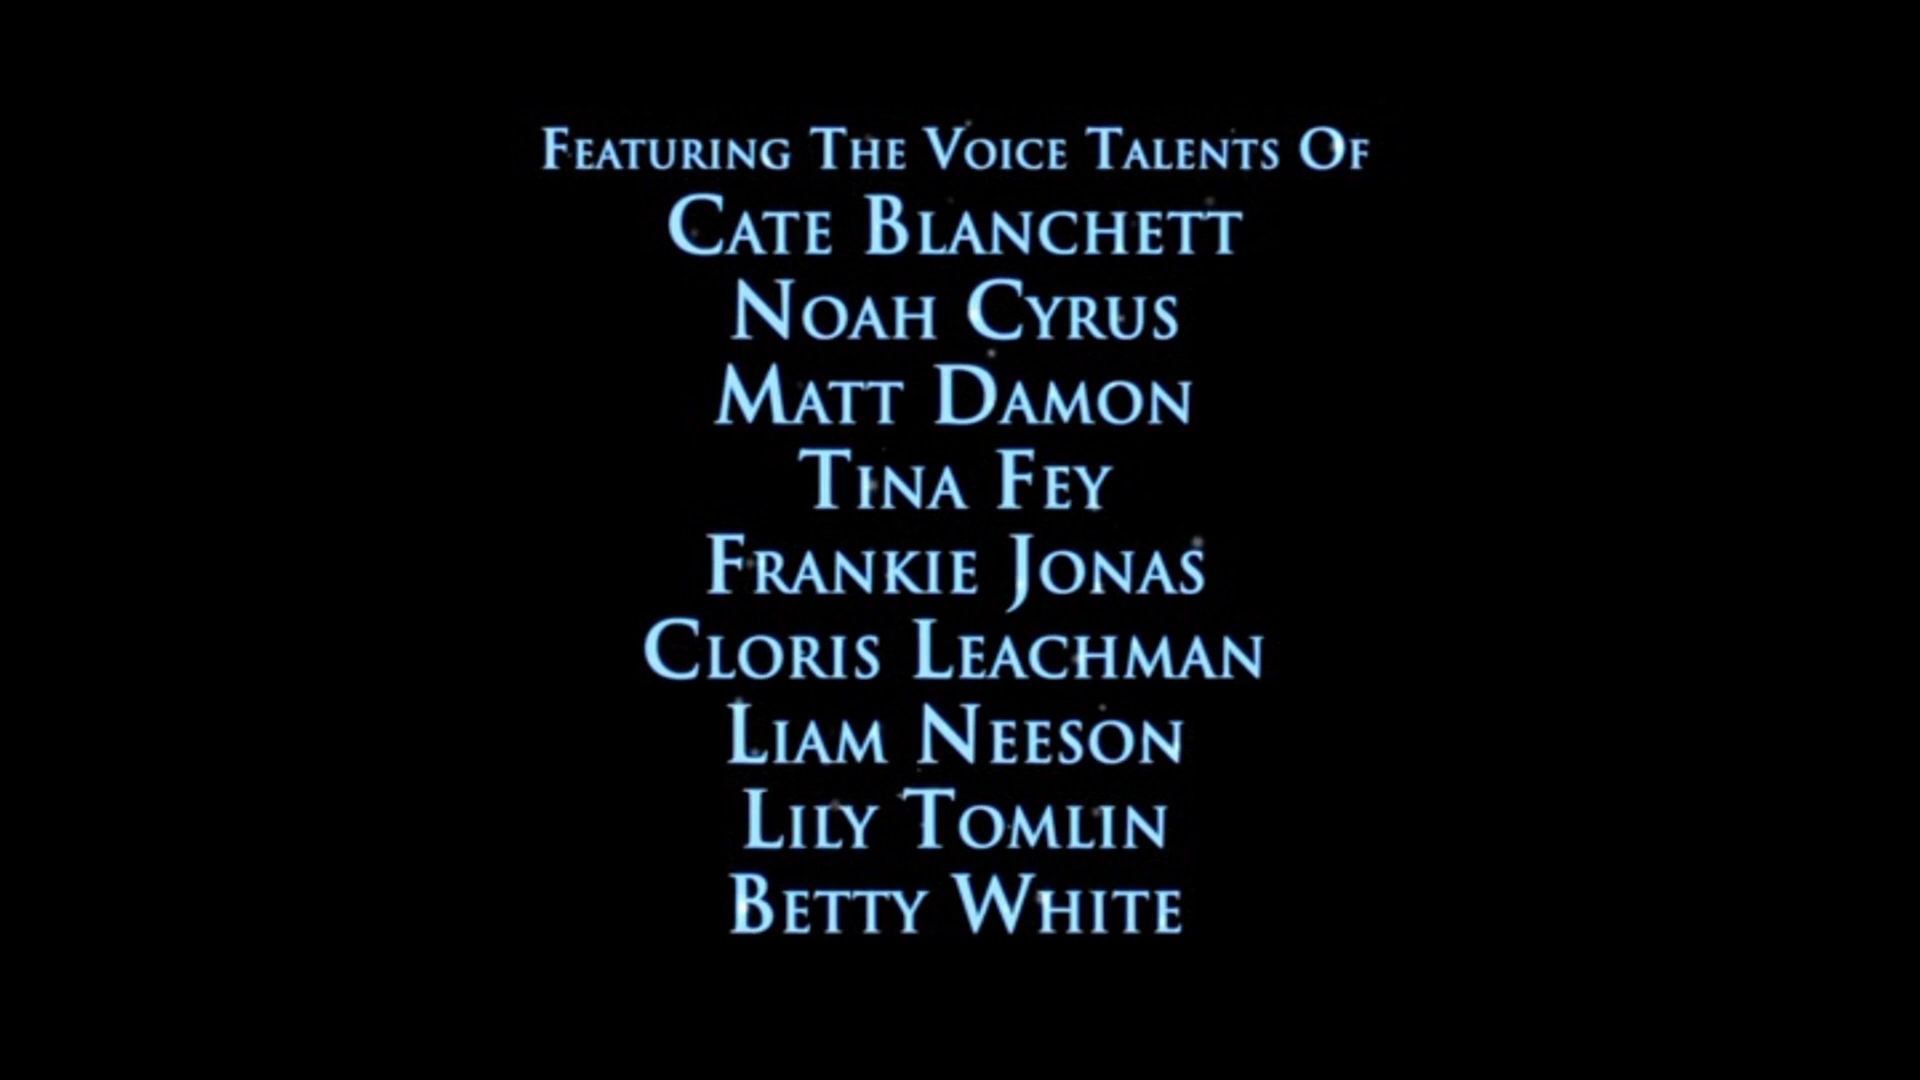 Featuring The Voice Talents Of
Cate Blanchett
Noah Cyrus
Matt Damon
Tina Fey
Frankie Jonas
Cloris Leachman
Liam Neeson
Lily Tomlin
Betty White